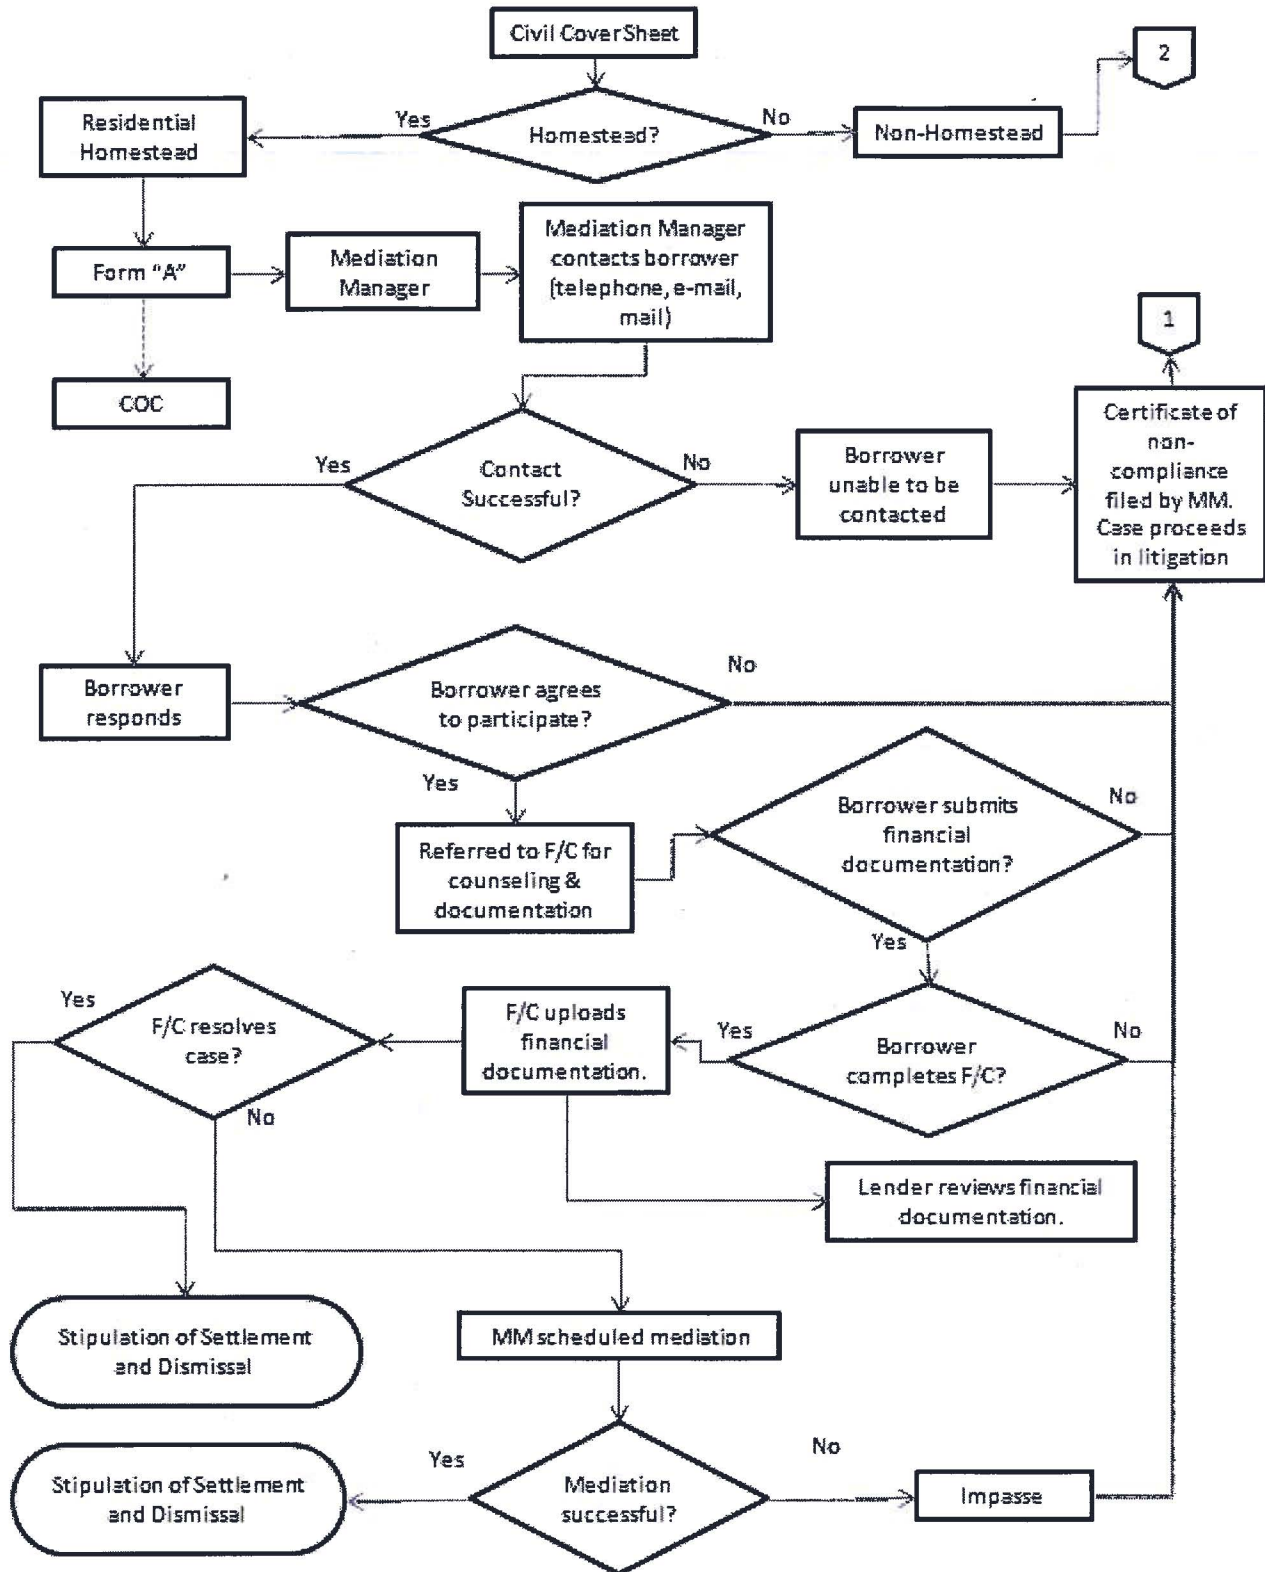 Civil Cover Sheet
2
Yes
No
Residential
Homestead
Homestead?
Non-Homestead
Mediation Manager
contacts borrower
(telephone, e-mail,
mail)
Form "A"
Mediation
Manager
1
COC
Certificate of
non-
compliance
filed by MM.
Case proceeds
in litigation
Yes
Contact
Successful?
No
Borrower
unable to be
contacted
No
Borrower
responds
Borrower agrees
to participate?
Yes
Borrower submits
financial
documentation?
No
Referred to F/C for
counseling &
documentation
Yes
Yes
F/C resolves
case?
F/C uploads
financial
documentation.
Yes
Borrower
completes F/C?
No
No
Lender reviews financial
documentation.
Stipulation of Settlement
and Dismissal
MM scheduled mediation
Yes
No
Stipulation of Settlement
and Dismissal
Mediation
successful?
Impasse